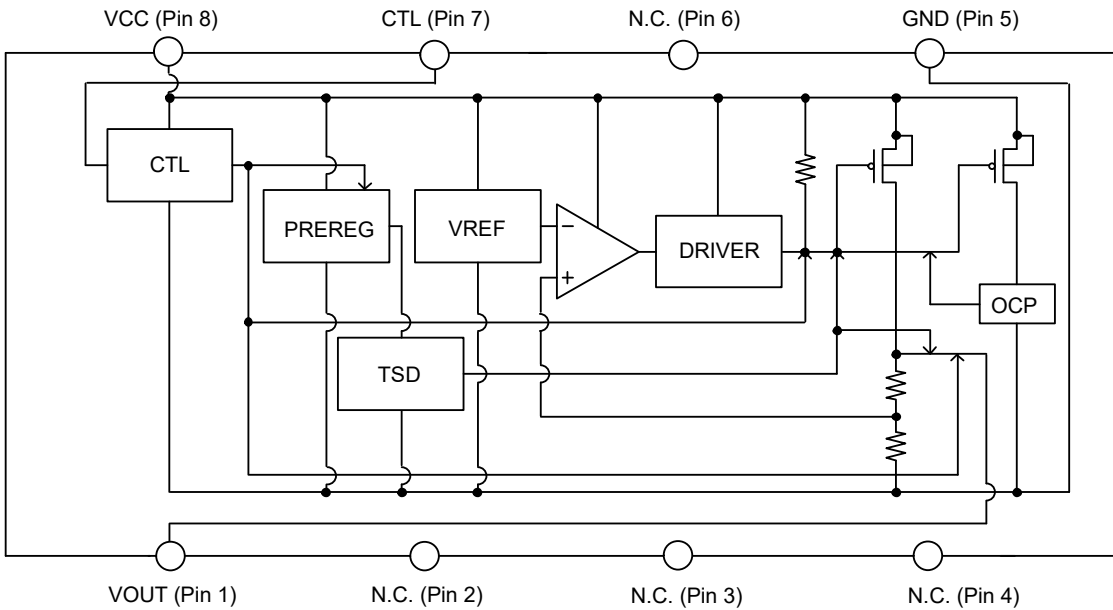 VCC (Pin 8)
CTL (Pin 7)
N.C. (Pin 6)
GND (Pin 5)
CTL
PREREG
VREF
−
+
DRIVER
OCP
TSD
VOUT (Pin 1)
N.C. (Pin 2)
N.C. (Pin 3)
N.C. (Pin 4)